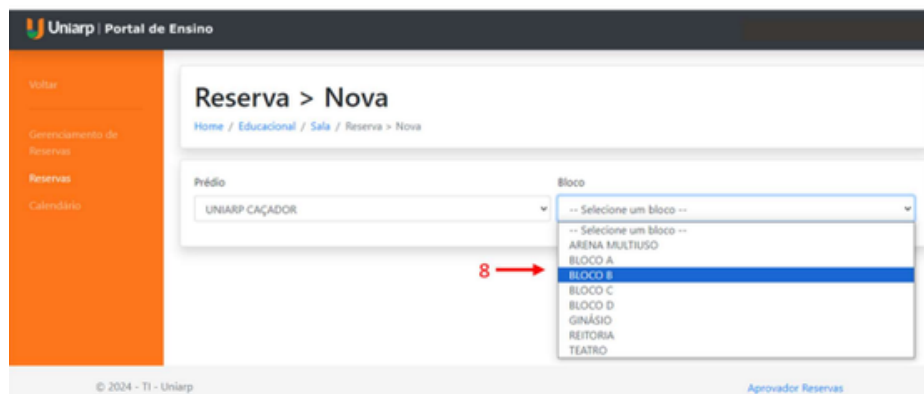 Uniarp | Portal de Ensino
Voltar
Gerenciamento de
Reservas
Reservas
Calendário
Reserva > Nova
Home / Educacional / Sala / Reserva > Nova
Prédio
UNIARP CAÇADOR
Bloco
-- Selecione um bloco --
-- Selecione um bloco --
ARENA MULTIUSO
BLOCO A
8
BLOCO B
BLOCO C
BLOCO D
GINÁSIO
REITORIA
TEATRO
© 2024 - TI - Uniarp
Aprovador Reservas